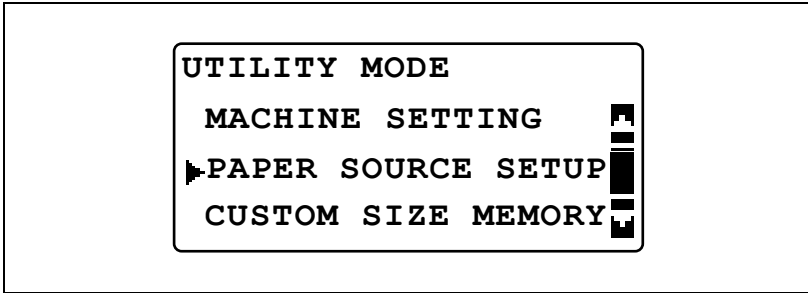 UTILITY MODE
MACHINE SETTING
PAPER SOURCE SETUP
CUSTOM SIZE MEMORY